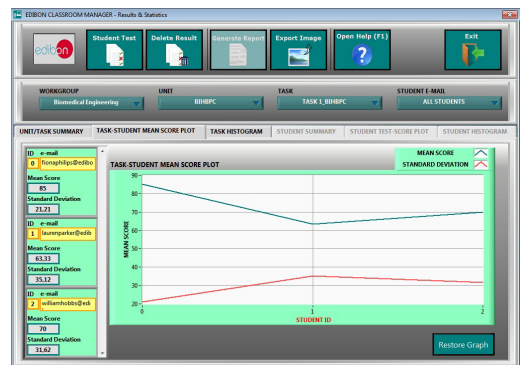 EDIBON CLASSROOM MANAGER - Results & Statistics
edibon
Student Test
Delete Result
Generate Report
Export Image
Open Help (F1)
Exit
WORKGROUP
UNIT
TASK
STUDENT E-MAIL
Biomedical Engineering
BIHBPC
TASK 1_BIHBPC
ALL STUDENTS
UNIT/TASK SUMMARY
TASK-STUDENT MEAN SCORE PLOT
TASK HISTOGRAM
STUDENT SUMMARY
STUDENT TEST-SCORE PLOT
STUDENT HISTOGRAM
ID e-mail
0 fionaphilips@edibo
Mean Score
85
Standard Deviation
21,21
ID e-mail
1 laurenparker@edib
Mean Score
63,33
Standard Deviation
35,12
ID e-mail
2 williamhobbs@edi
Mean Score
70
Standard Deviation
31,62
TASK-STUDENT MEAN SCORE PLOT
MEAN SCORE
STANDARD DEVIATION
MEAN SCORE
90
80
70
60
50
40
30
20
0
1
2
STUDENT ID
Restore Graph